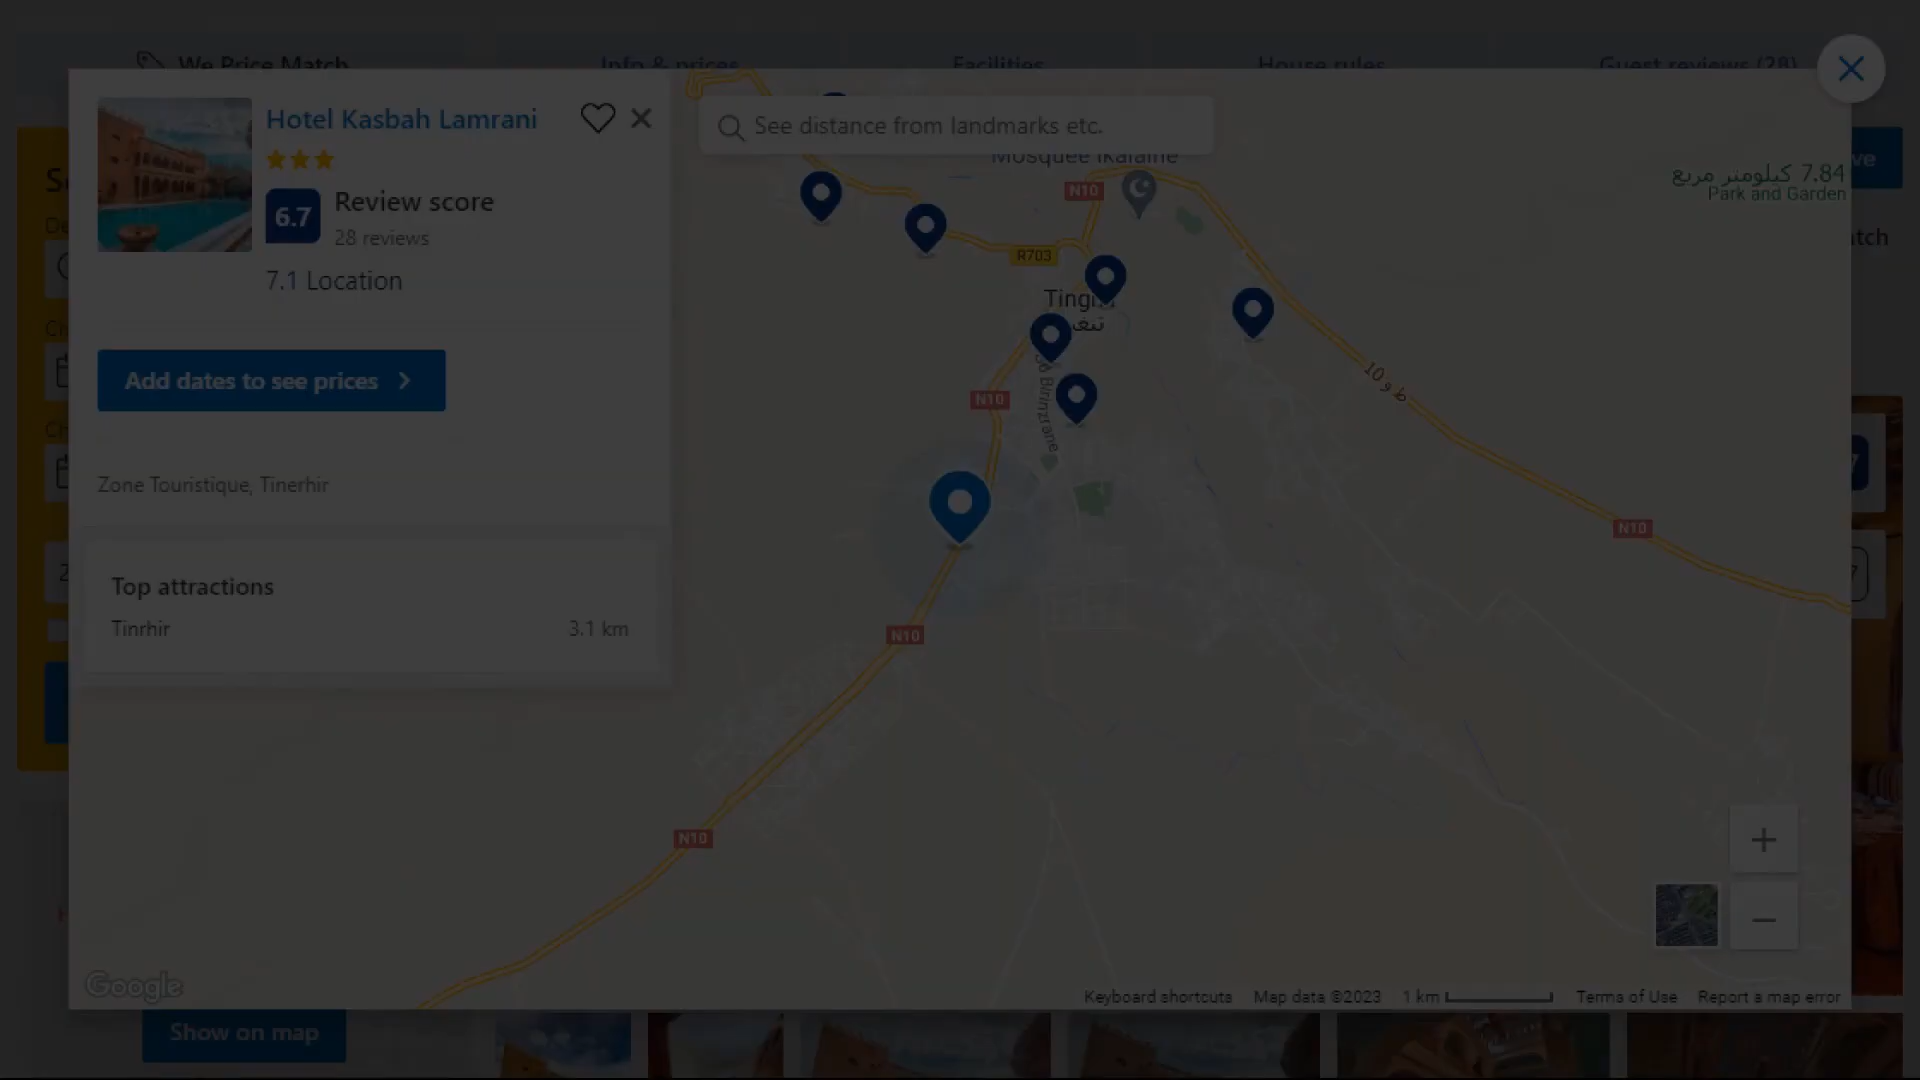 We Price Match
Info & prices
Facilities
House rules
Guest reviews (28)
Hotel Kasbah Lamrani
6.7
Review score
28 reviews
7.1 Location
Add dates to see prices
Zone Touristique, Tinerhir
Top attractions
Tinrhir
3.1 km
See distance from landmarks etc.
Mosquée Ikalalne
N10
7.84 كيلومتر مربع
Park and Garden
R703
N10
ط و 10
N10
N10
N10
Google
Keyboard shortcuts
Map data ©2023
1 km
Terms of Use
Report a map error
Show on map